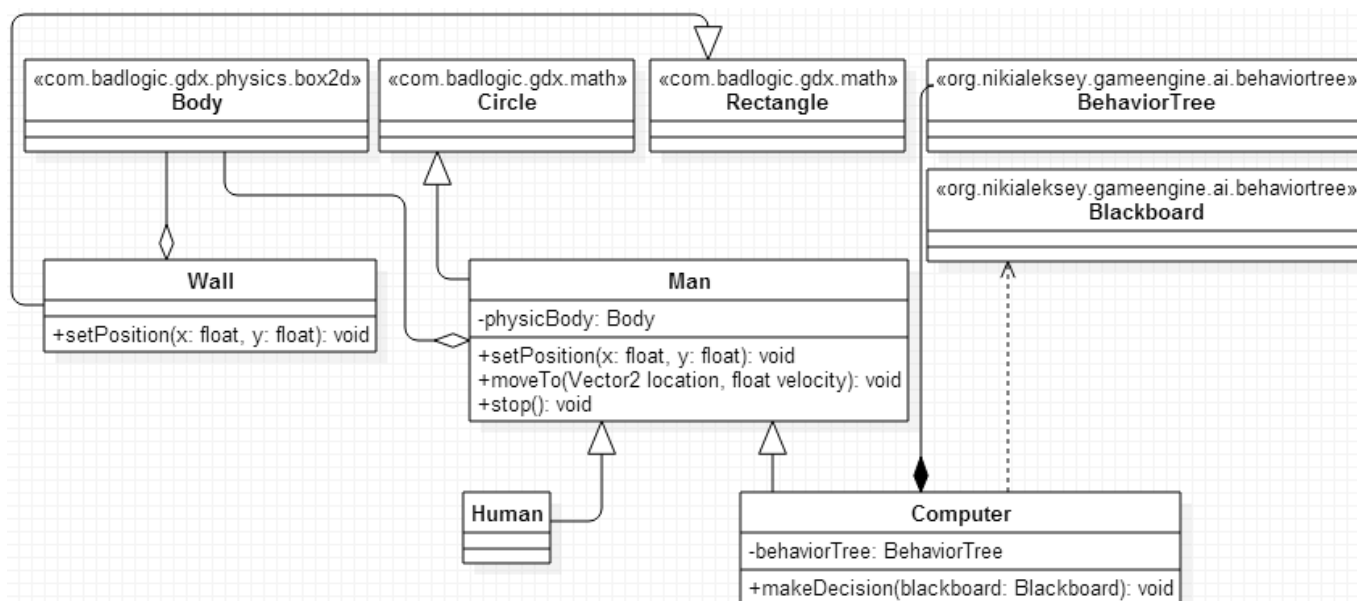 «com.badlogic.gdx.physics.box2d»
Body
«com.badlogic.gdx.math»
Circle
«com.badlogic.gdx.math»
Rectangle
«org.nikialeksey.gameengine.ai.behaviortree»
BehaviorTree
«org.nikialeksey.gameengine.ai.behaviortree»
Blackboard
Wall
+setPosition(x: float, y: float): void
Man
-physicBody: Body
+setPosition(x: float, y: float): void
+moveTo(Vector2 location, float velocity): void
+stop(): void
Human
Computer
-behaviorTree: BehaviorTree
+makeDecision(blackboard: Blackboard): void